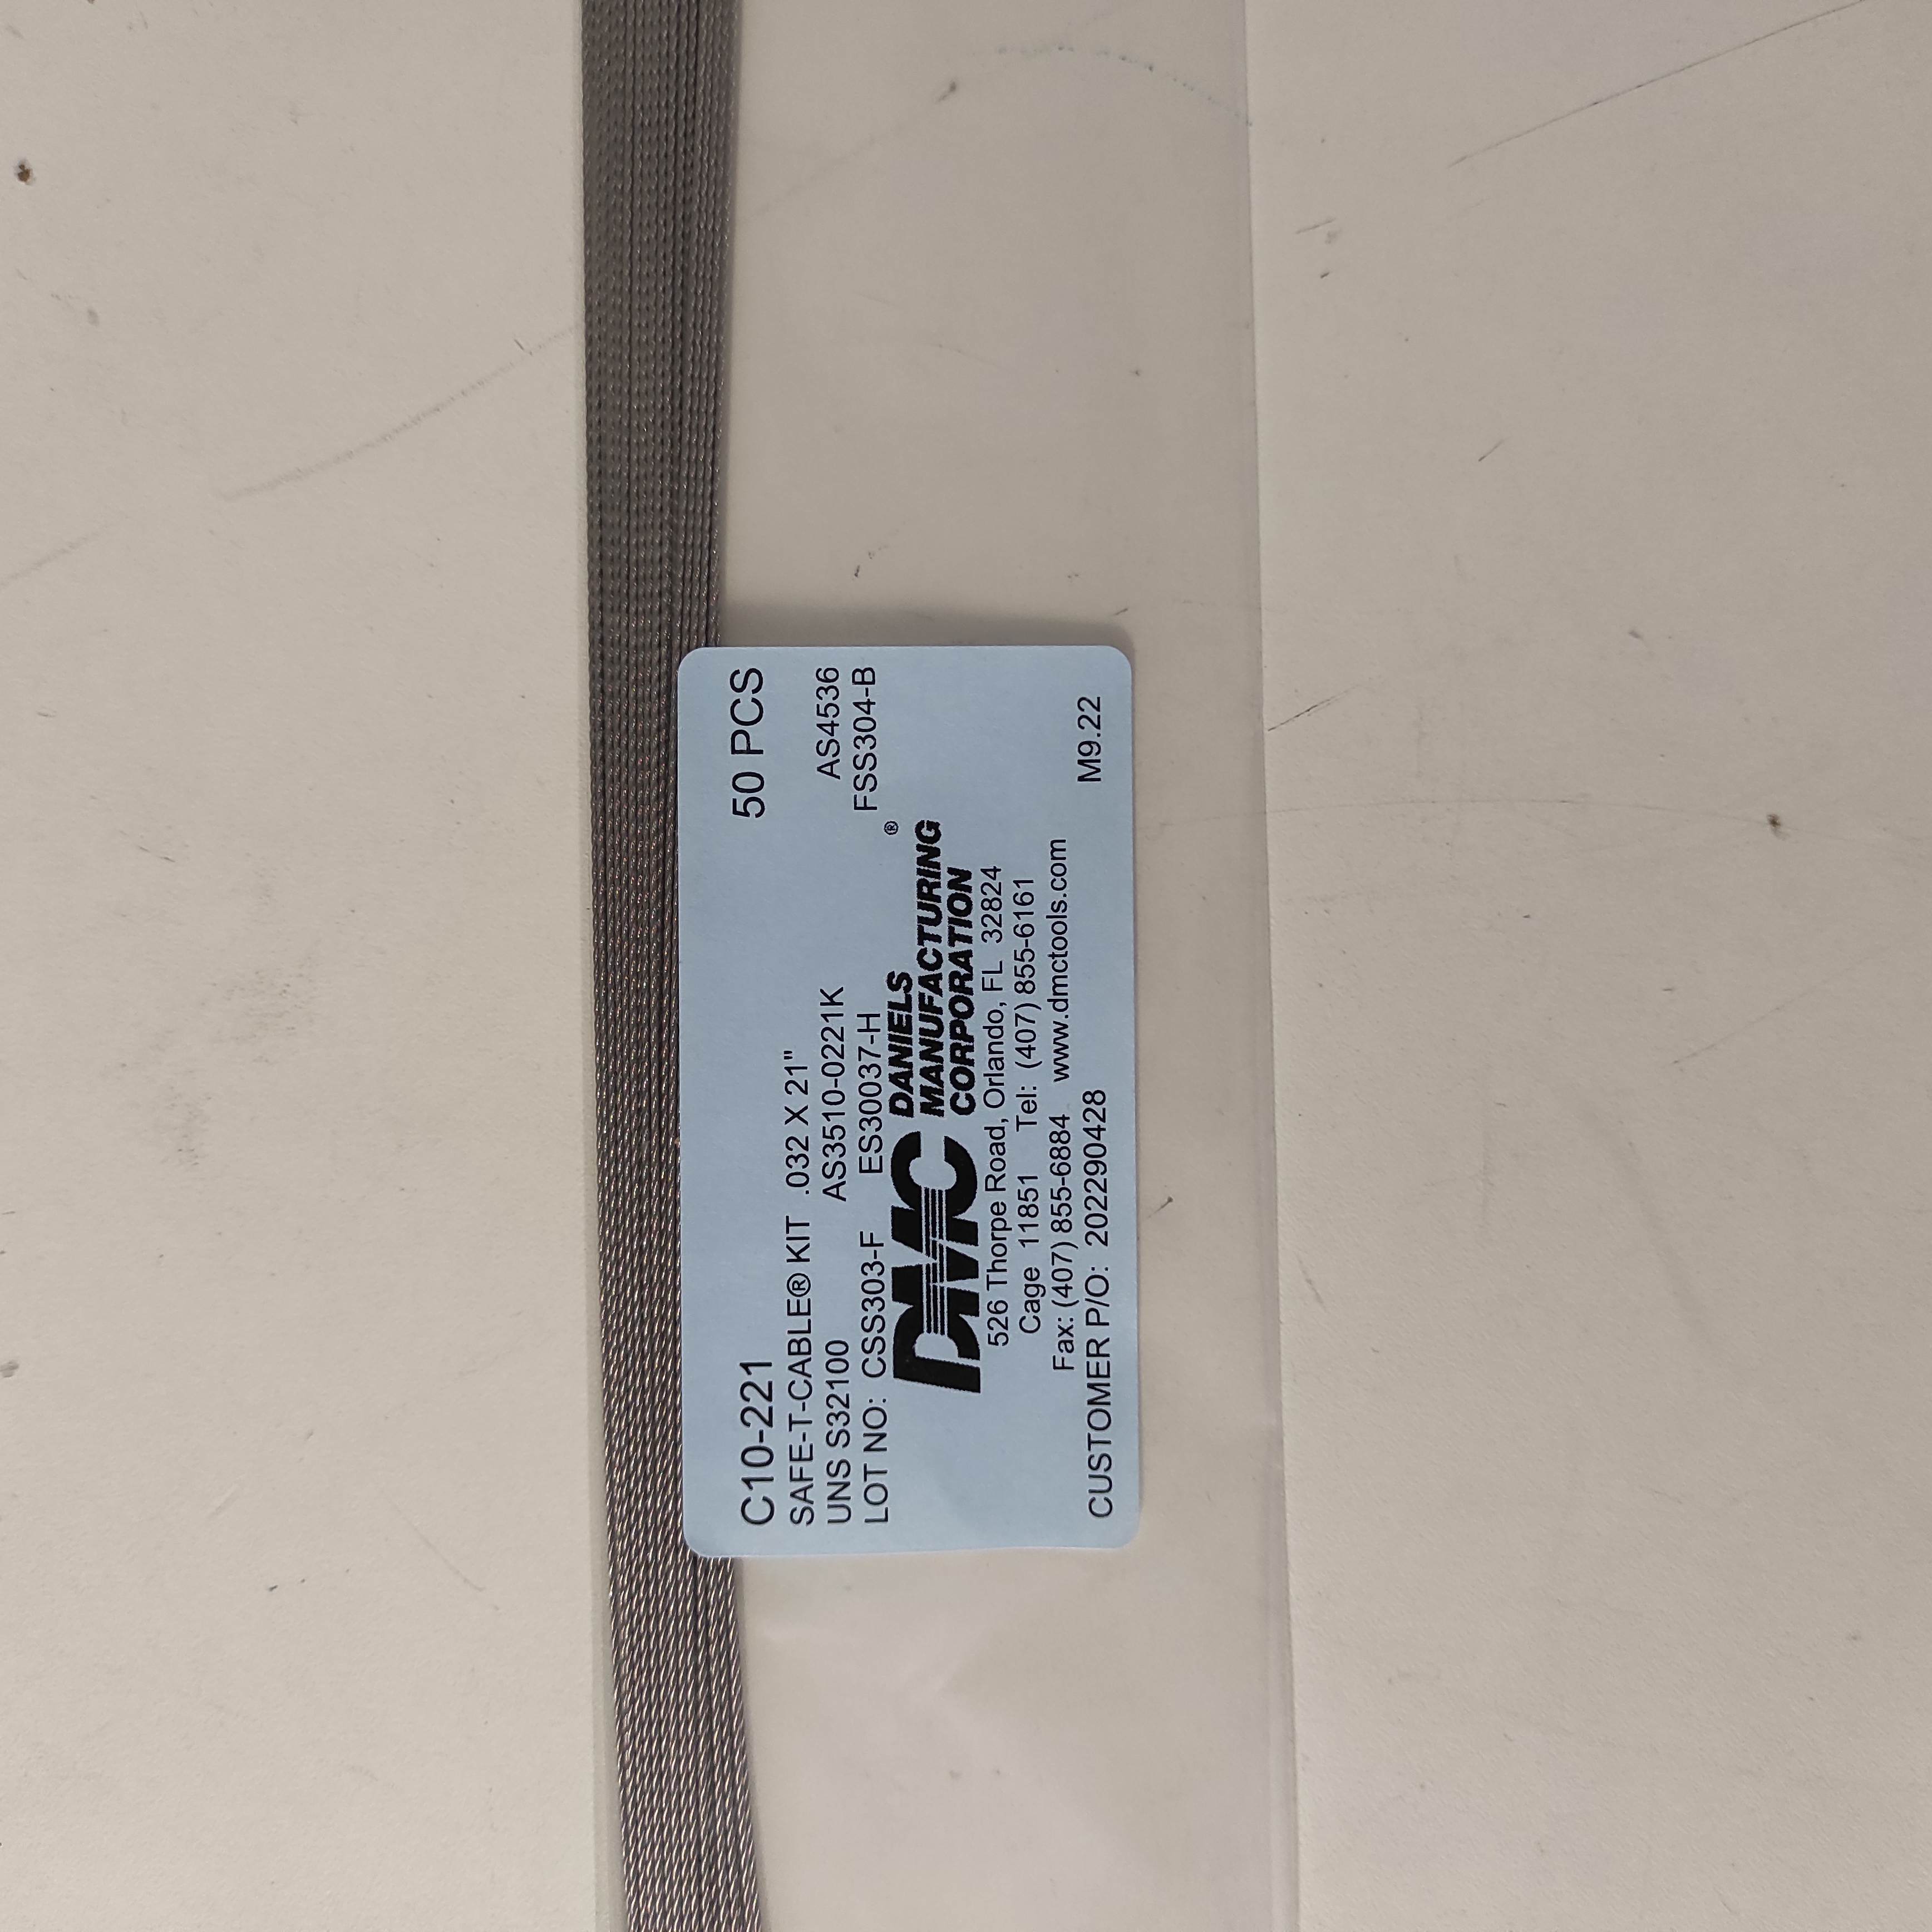 C10-221 50 PCS
SAFE-T-CABLE® KIT .032 X 21"
UNS S32100 AS3510-0221K AS4536
LOT NO: CSS303-F ES30037-H FSS304-B
DMC DANIELS
MANUFACTURING
CORPORATION ®
526 Thorpe Road, Orlando, FL 32824
Cage 11851 Tel: (407) 855-6161
Fax: (407) 855-6884 www.dmctools.com
CUSTOMER P/O: 202290428 M9.22